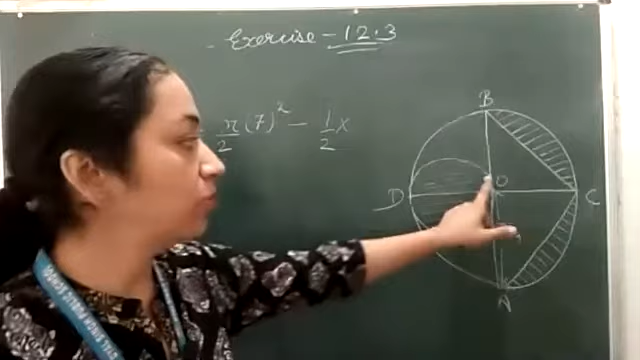 Exercise - 12.3
π/2 (7)² - 1/2 x
B
O
D
C
A